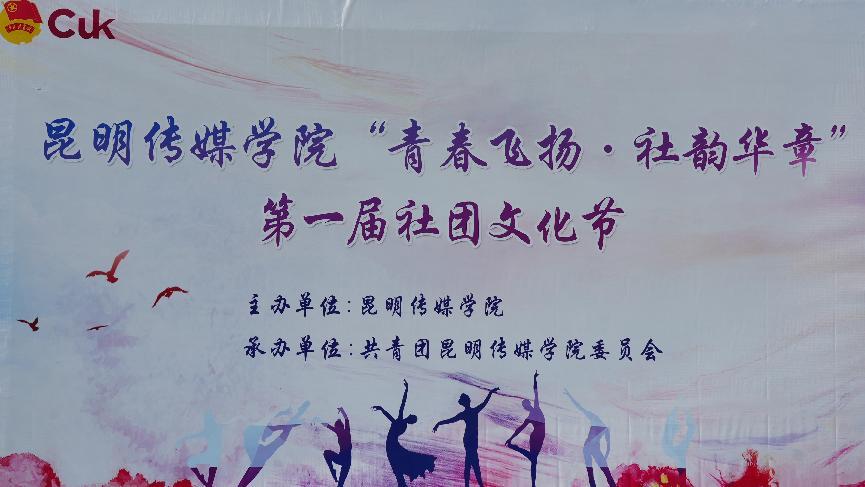 Cuk
昆明传媒学院“青春飞扬·社韵华章”
第一届社团文化节
主办单位:昆明传媒学院
承办单位:共青团昆明传媒学院委员会